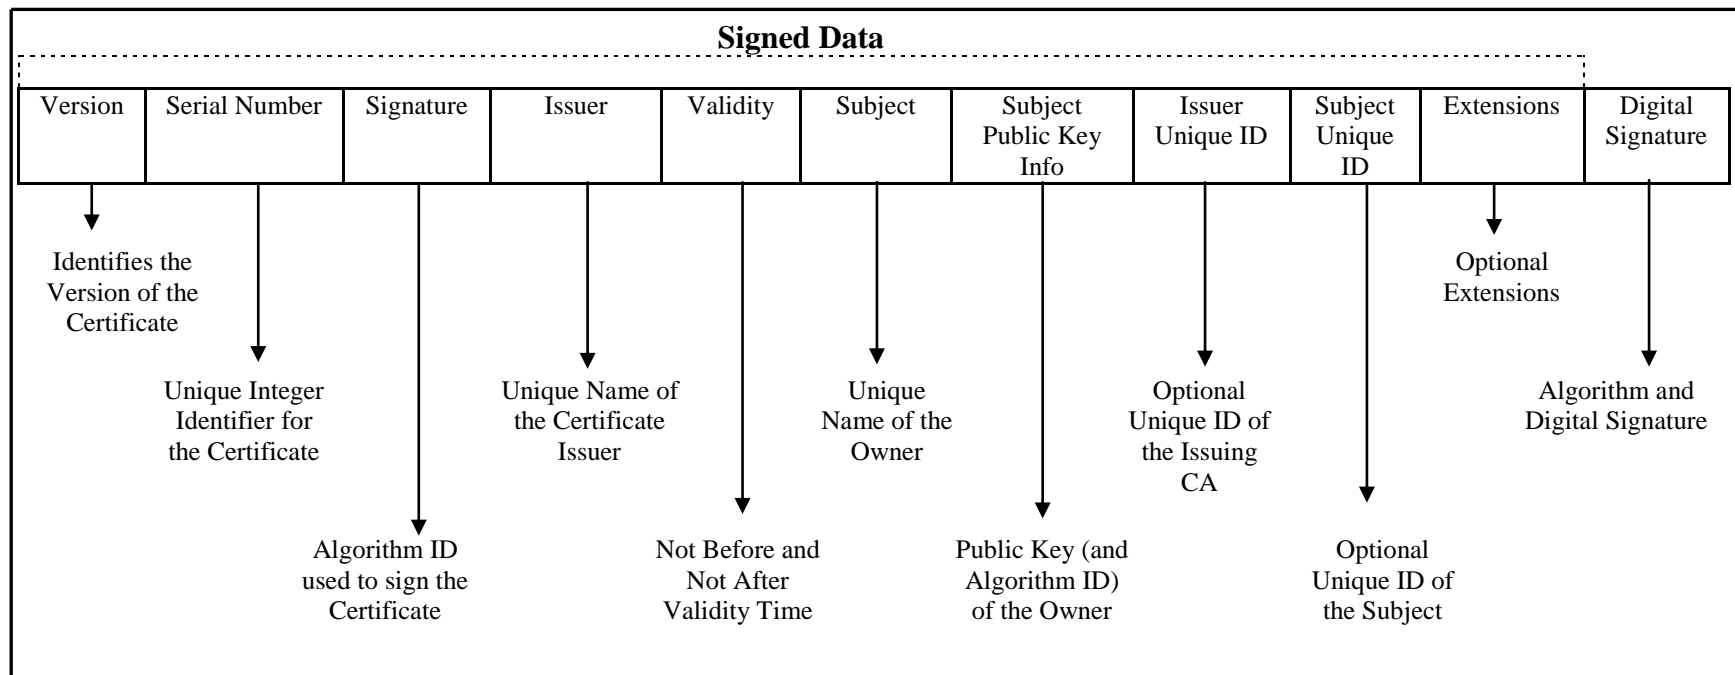 Signed Data
Version
Serial Number
Signature
Issuer
Validity
Subject
Subject
Public Key
Info
Issuer
Unique ID
Subject
Unique
ID
Extensions
Digital
Signature
Identifies the
Version of the
Certificate
Optional
Extensions
Unique Integer
Identifier for
the Certificate
Unique Name of
the Certificate
Issuer
Unique
Name of the
Owner
Optional
Unique ID of
the Issuing
CA
Algorithm and
Digital Signature
Algorithm ID
used to sign the
Certificate
Not Before and
Not After
Validity Time
Public Key (and
Algorithm ID)
of the Owner
Optional
Unique ID of
the Subject